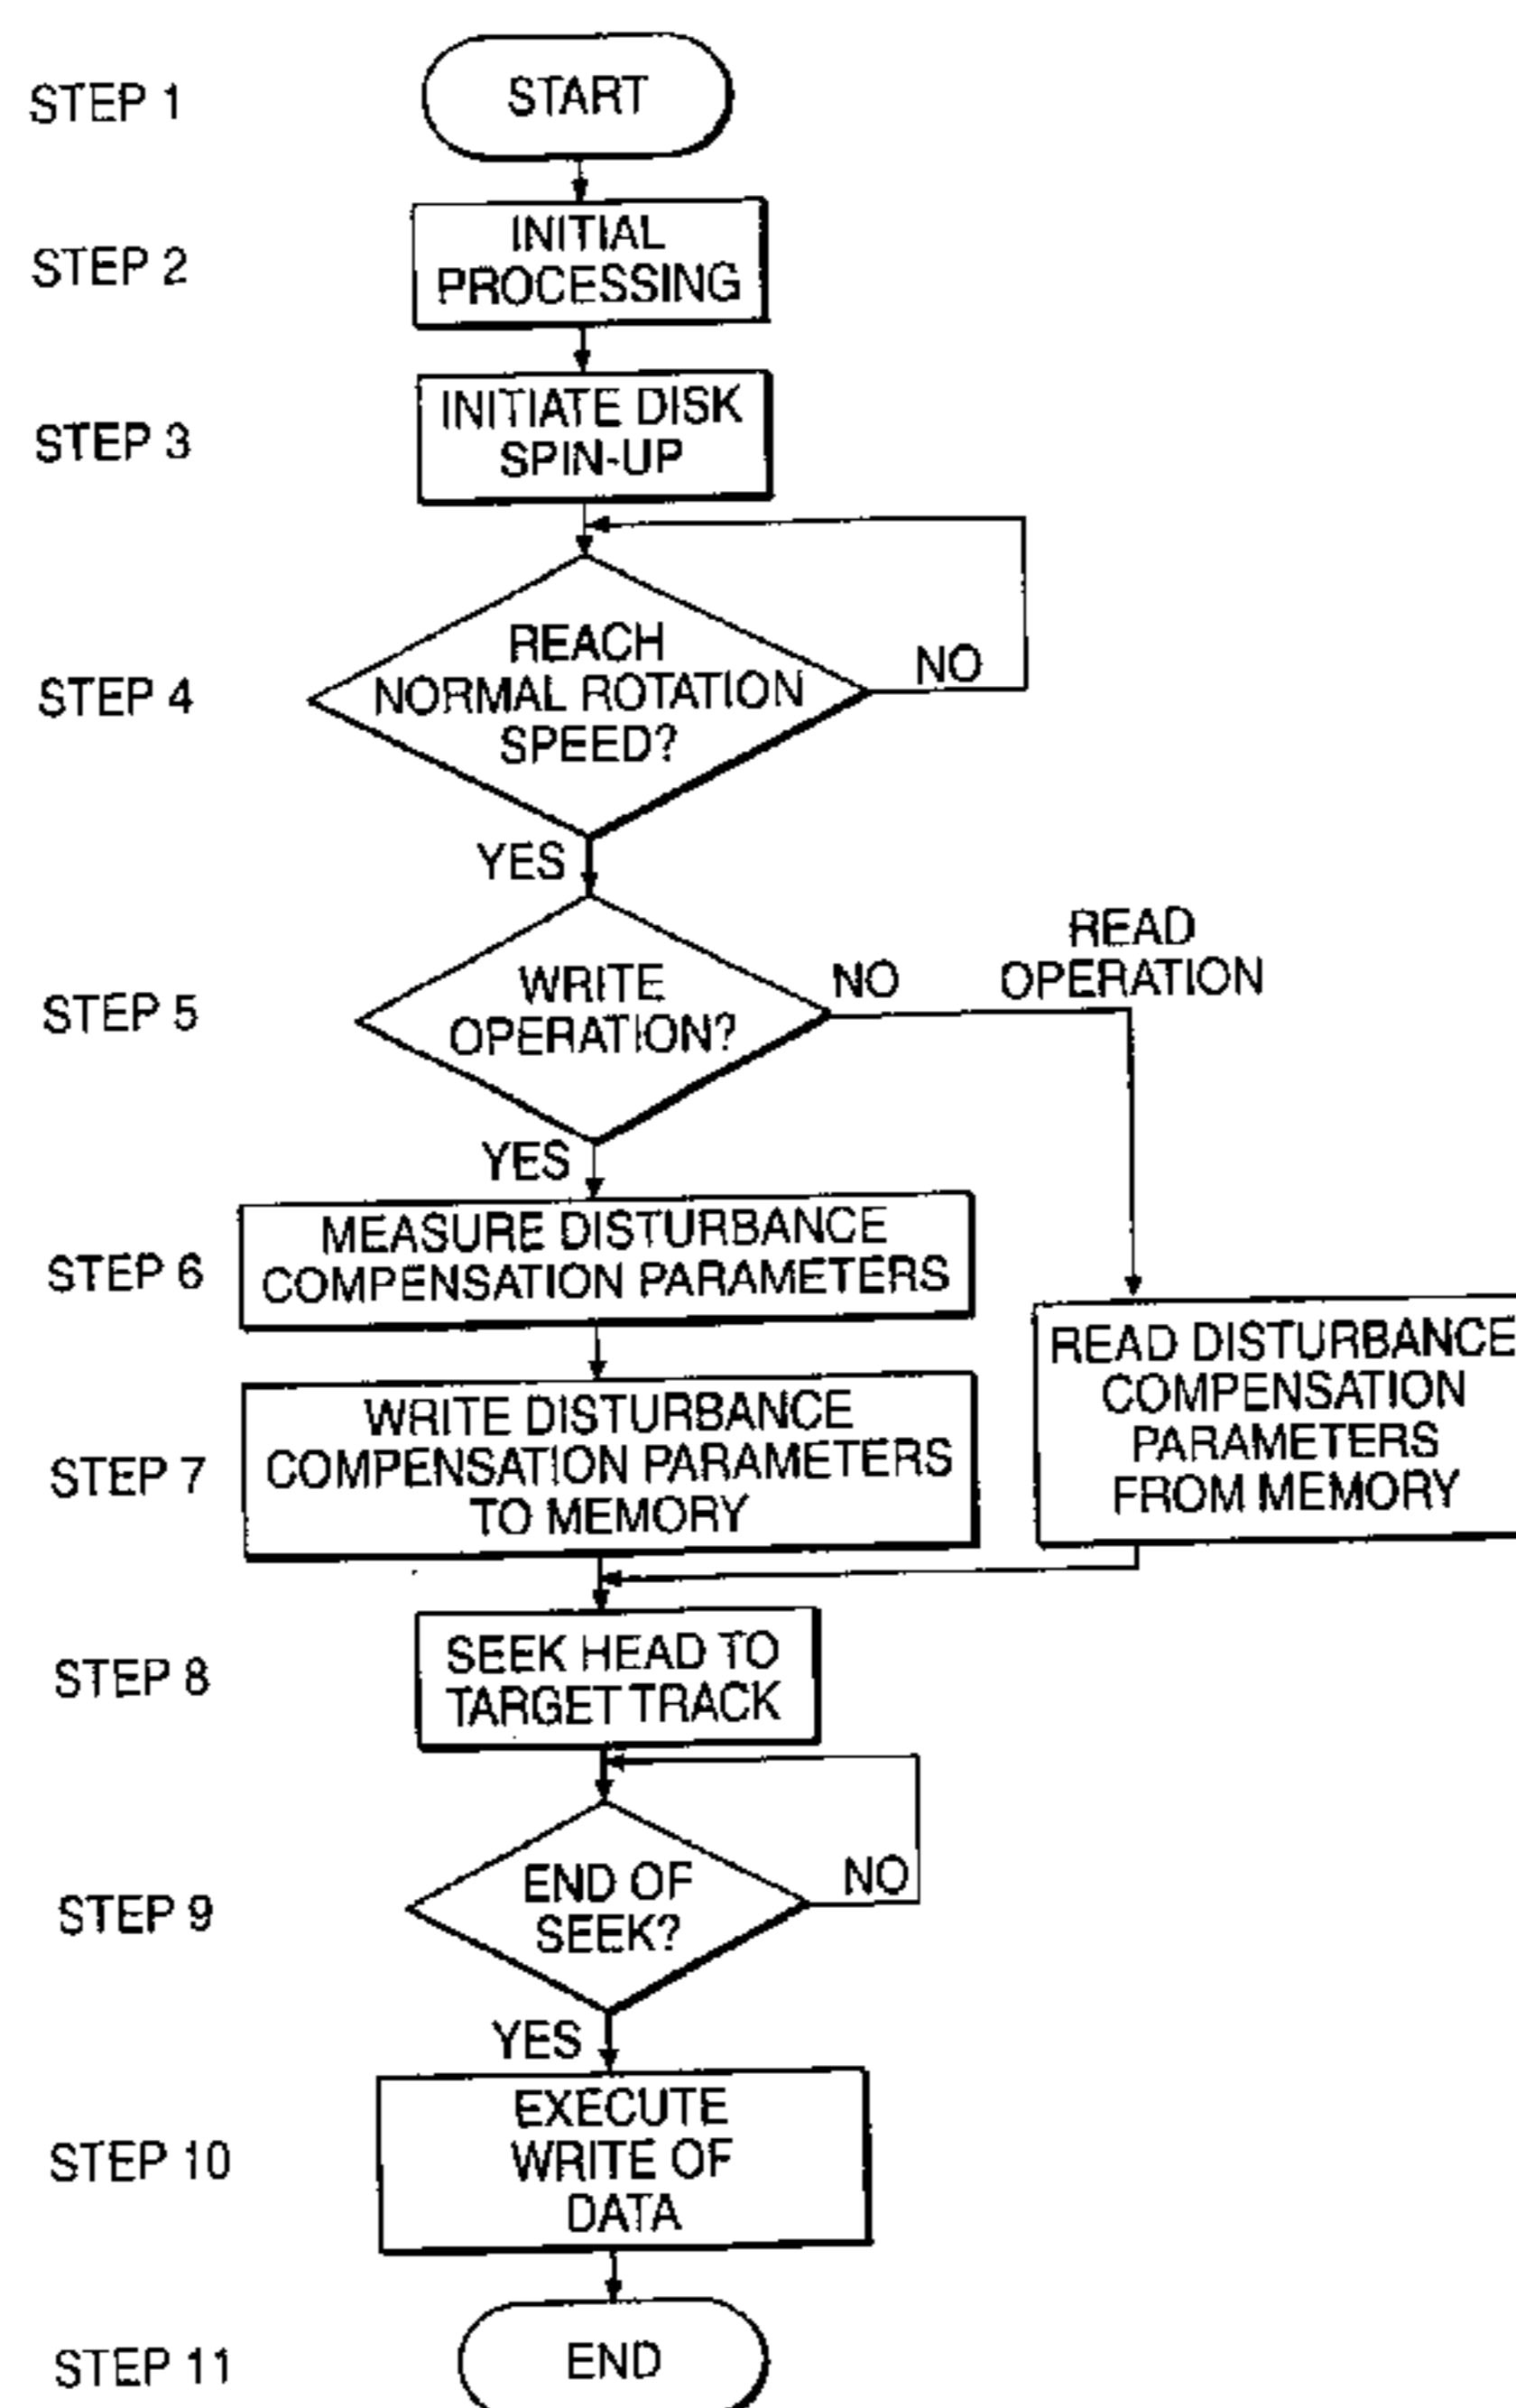 STEP 1
START
STEP 2
INITIAL
PROCESSING
STEP 3
INITIATE DISK
SPIN-UP
STEP 4
REACH
NORMAL ROTATION
SPEED?
NO
YES
STEP 5
WRITE
OPERATION?
NO
READ
OPERATION
YES
STEP 6
MEASURE DISTURBANCE
COMPENSATION PARAMETERS
READ DISTURBANCE
COMPENSATION
PARAMETERS
FROM MEMORY
STEP 7
WRITE DISTURBANCE
COMPENSATION PARAMETERS
TO MEMORY
STEP 8
SEEK HEAD TO
TARGET TRACK
STEP 9
END OF
SEEK?
NO
YES
STEP 10
EXECUTE
WRITE OF
DATA
STEP 11
END